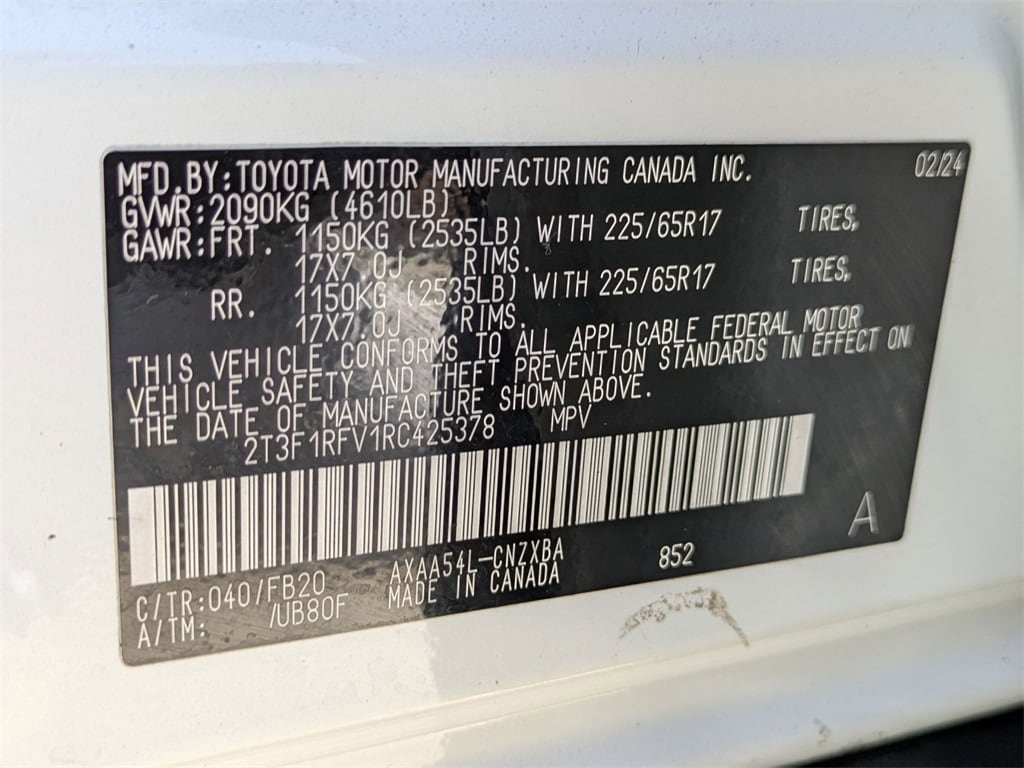 MFD.BY:TOYOTA MOTOR MANUFACTURING CANADA INC. 02/24
GVWR:2090KG (4610LB)
GAWR:FRT. 1150KG (2535LB) WITH 225/65R17 TIRES,
17X7.0J RIMS.
RR. 1150KG (2535LB) WITH 225/65R17 TIRES,
17X7.0J RIMS.
THIS VEHICLE CONFORMS TO ALL APPLICABLE FEDERAL MOTOR
VEHICLE SAFETY AND THEFT PREVENTION STANDARDS IN EFFECT ON
THE DATE OF MANUFACTURE SHOWN ABOVE.
2T3F1RFV1RC425378 MPV
A
C/TR:040/FB20 AXAA54L-CNZXBA 852
A/TM: /UB80F MADE IN CANADA